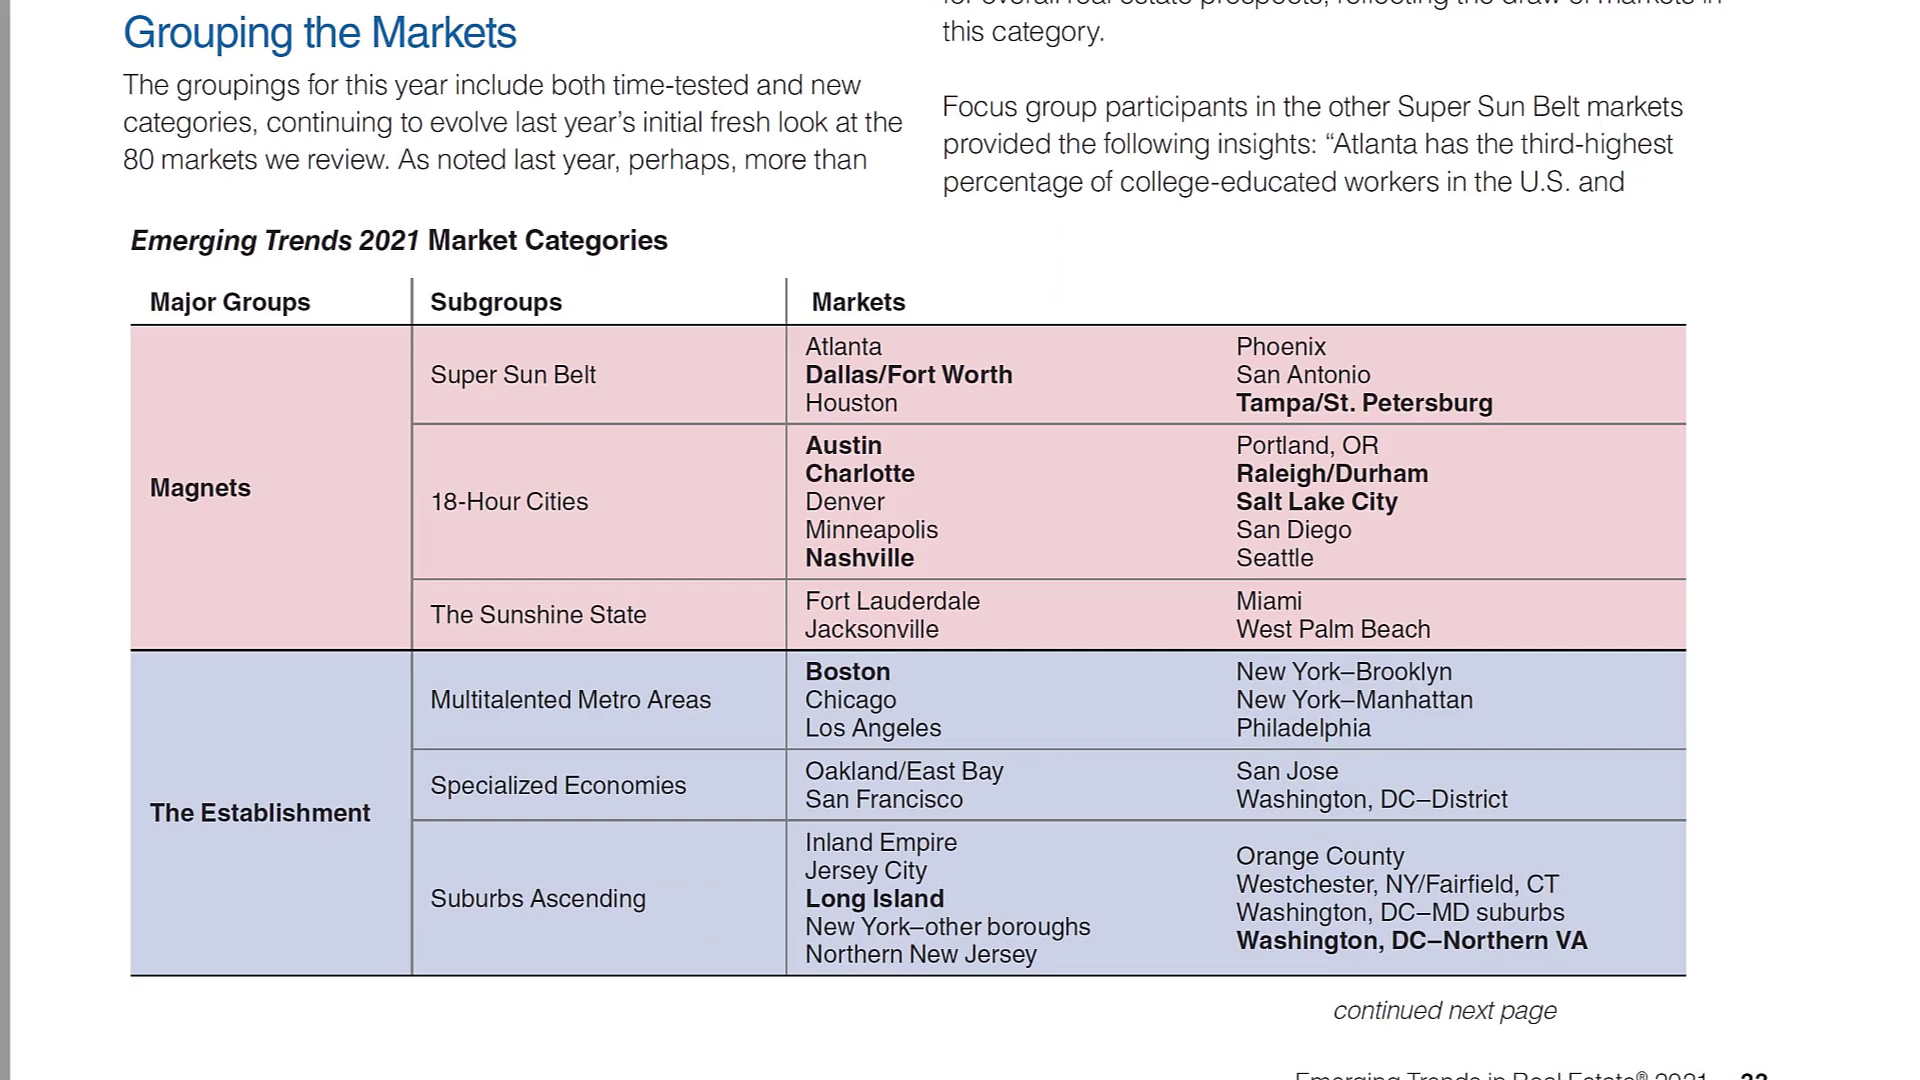 Grouping the Markets
The groupings for this year include both time-tested and new
categories, continuing to evolve last year’s initial fresh look at the
80 markets we review. As noted last year, perhaps, more than
this category.
Focus group participants in the other Super Sun Belt markets
provided the following insights: “Atlanta has the third-highest
percentage of college-educated workers in the U.S. and
Emerging Trends 2021 Market Categories
Major Groups Subgroups Markets
Magnets
Super Sun Belt
Atlanta Phoenix
Dallas/Fort Worth San Antonio
Houston Tampa/St. Petersburg
18-Hour Cities
Austin Portland, OR
Charlotte Raleigh/Durham
Denver Salt Lake City
Minneapolis San Diego
Nashville Seattle
The Sunshine State
Fort Lauderdale Miami
Jacksonville West Palm Beach
The Establishment
Multitalented Metro Areas
Boston New York–Brooklyn
Chicago New York–Manhattan
Los Angeles Philadelphia
Specialized Economies
Oakland/East Bay San Jose
San Francisco Washington, DC–District
Suburbs Ascending
Inland Empire
Jersey City
Long Island
New York–other boroughs
Northern New Jersey
Orange County
Westchester, NY/Fairfield, CT
Washington, DC–MD suburbs
Washington, DC–Northern VA
continued next page
Emerging Trends in Real Estate® 2021